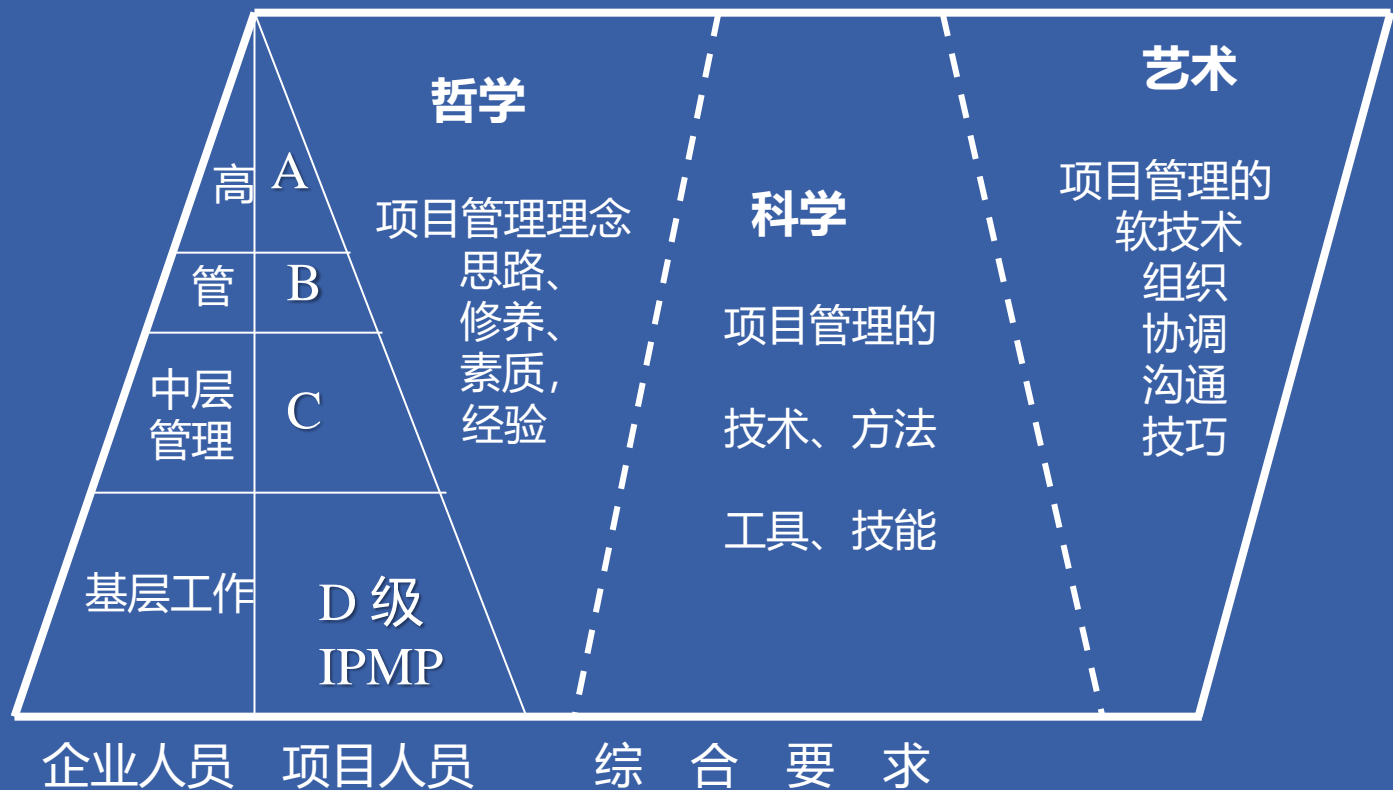 高
管
中层
管理
基层工作
A
B
C
D 级
IPMP
哲学
项目管理理念
思路、
修养、
素质，
经验
科学
项目管理的
技术、方法
工具、技能
艺术
项目管理的
软技术
组织
协调
沟通
技巧
企业人员 项目人员 综 合 要 求